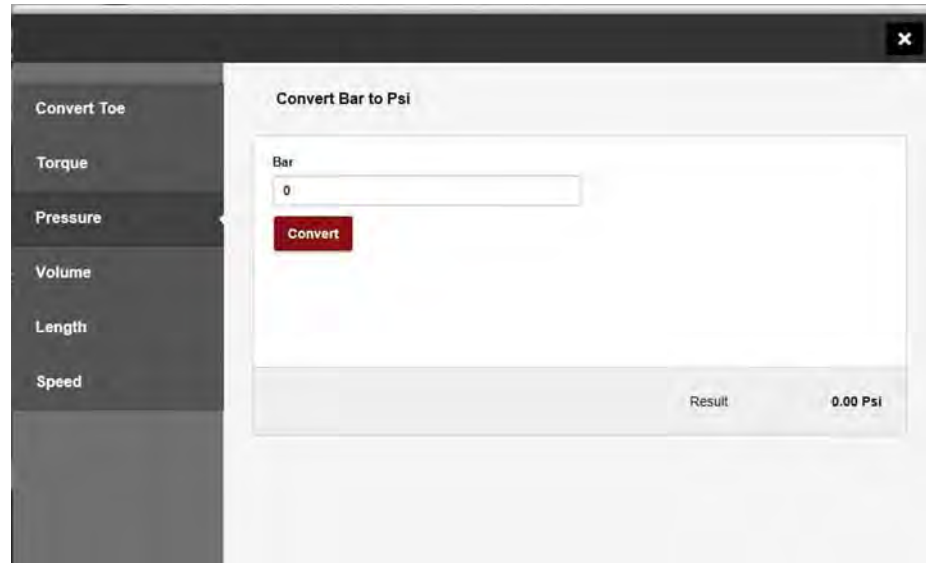 Convert Toe
Torque
Pressure
Volume
Length
Speed
Convert Bar to Psi
Bar
0
Convert
Result 0.00 Psi